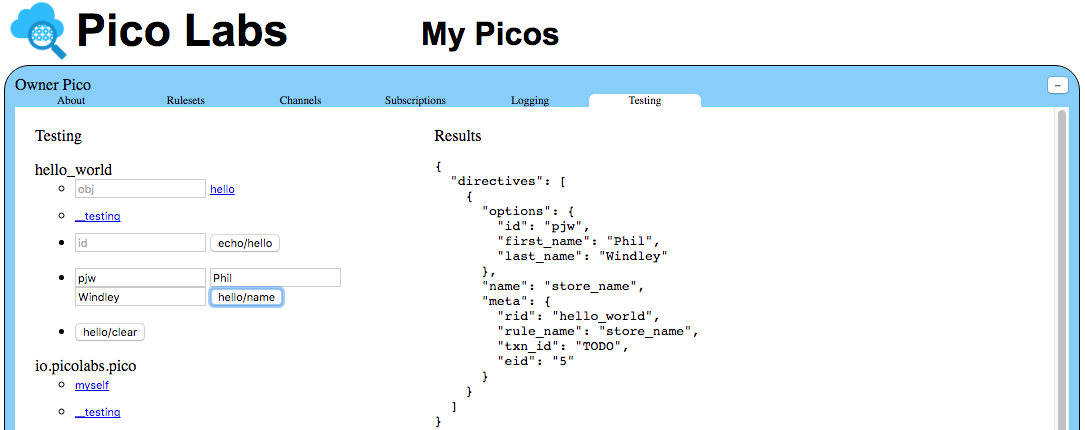 Pico Labs
My Picos
Owner Pico
–
About Rulesets Channels Subscriptions Logging Testing
Testing
hello_world
obj hello
__testing
id echo/hello
pjw Phil
Windley hello/name
hello/clear
io.picolabs.pico
myself
__testing
Results
{
  "directives": [
    {
      "options": {
        "id": "pjw",
        "first_name": "Phil",
        "last_name": "Windley"
      },
      "name": "store_name",
      "meta": {
        "rid": "hello_world",
        "rule_name": "store_name",
        "txn_id": "TODO",
        "eid": "5"
      }
    }
  ]
}